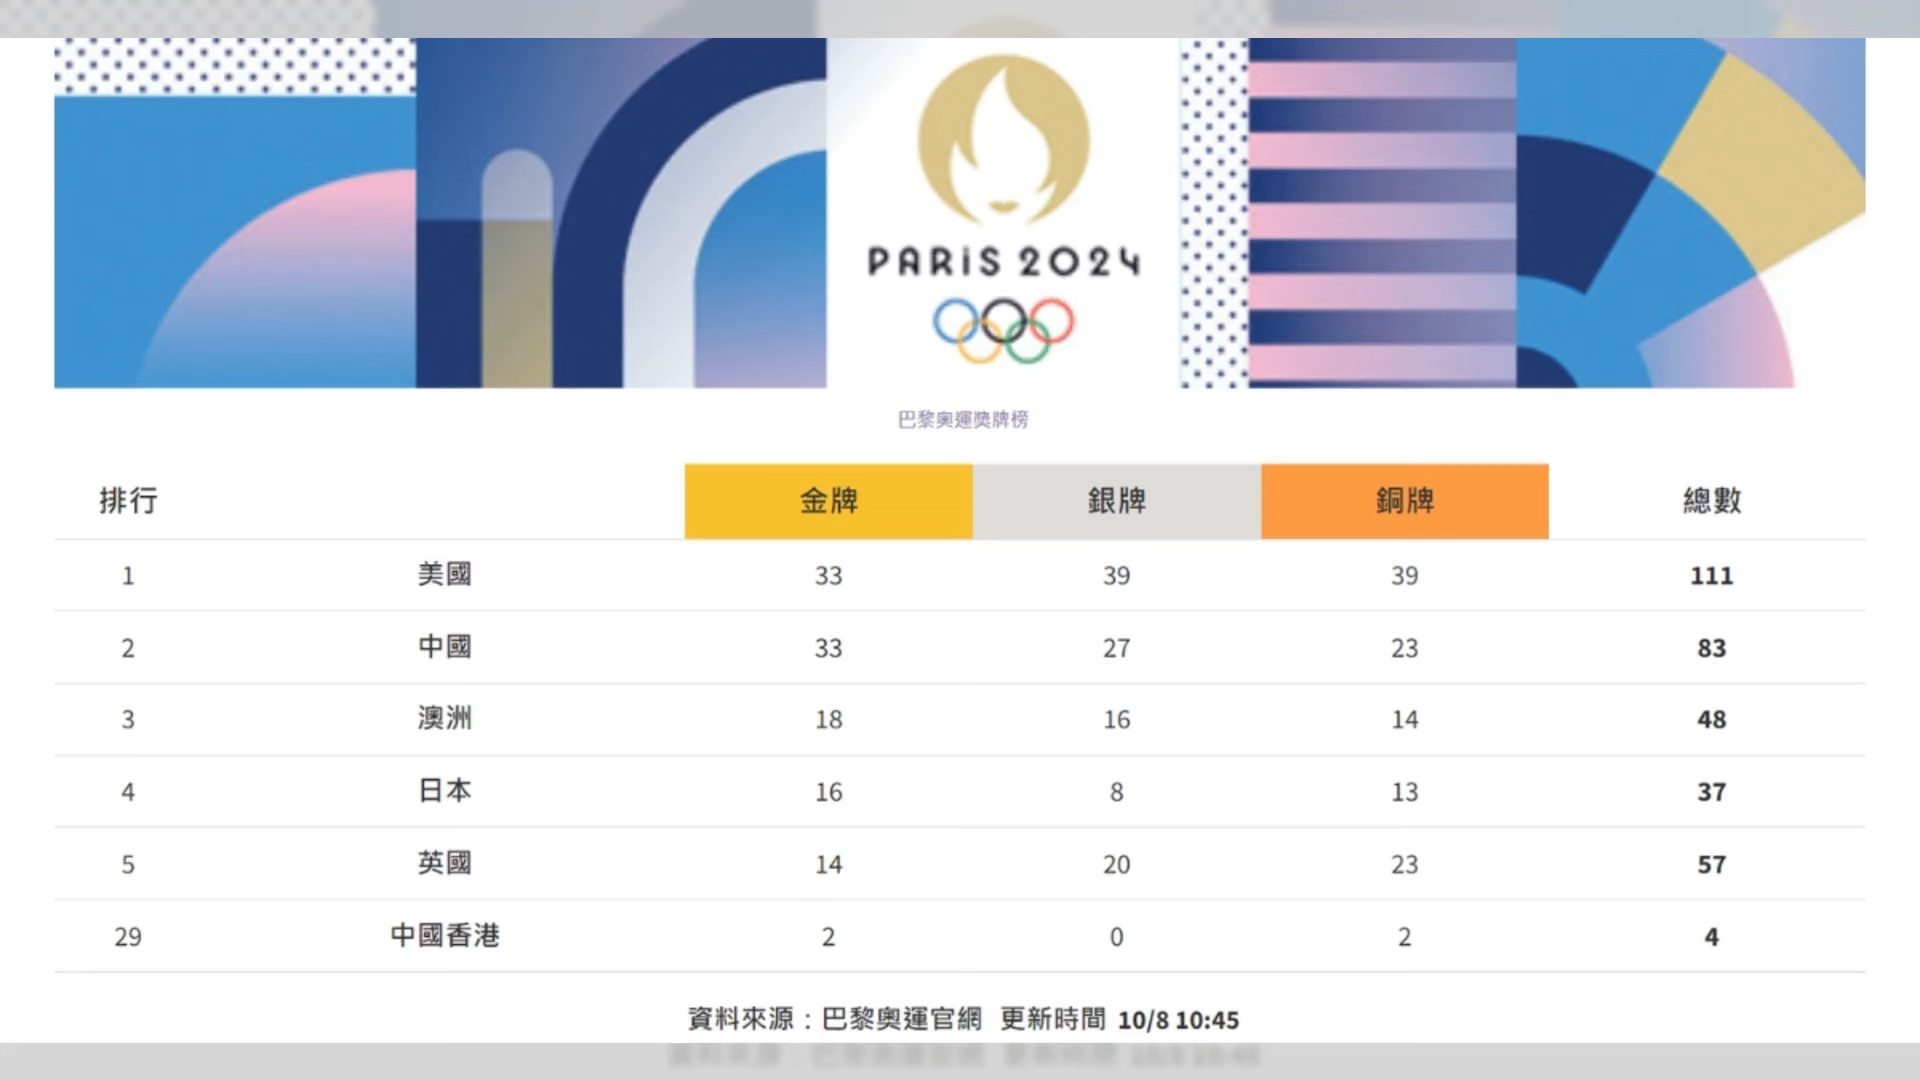 PARIS 2024
巴黎奧運獎牌榜
排行 金牌 銀牌 銅牌 總數
1 美國 33 39 39 111
2 中國 33 27 23 83
3 澳洲 18 16 14 48
4 日本 16 8 13 37
5 英國 14 20 23 57
29 中國香港 2 0 2 4
資料來源：巴黎奧運官網 更新時間 10/8 10:45